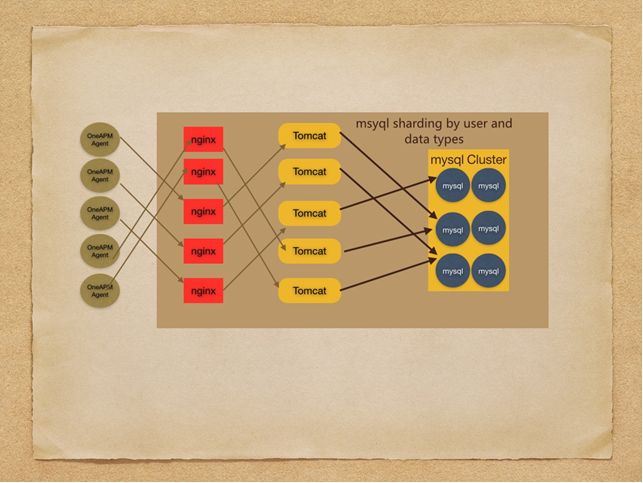 msyql sharding by user and
data types
mysql Cluster
OneAPM
Agent
nginx
Tomcat
mysql
mysql
OneAPM
Agent
nginx
Tomcat
OneAPM
Agent
nginx
Tomcat
mysql
mysql
OneAPM
Agent
nginx
Tomcat
mysql
mysql
OneAPM
Agent
nginx
Tomcat